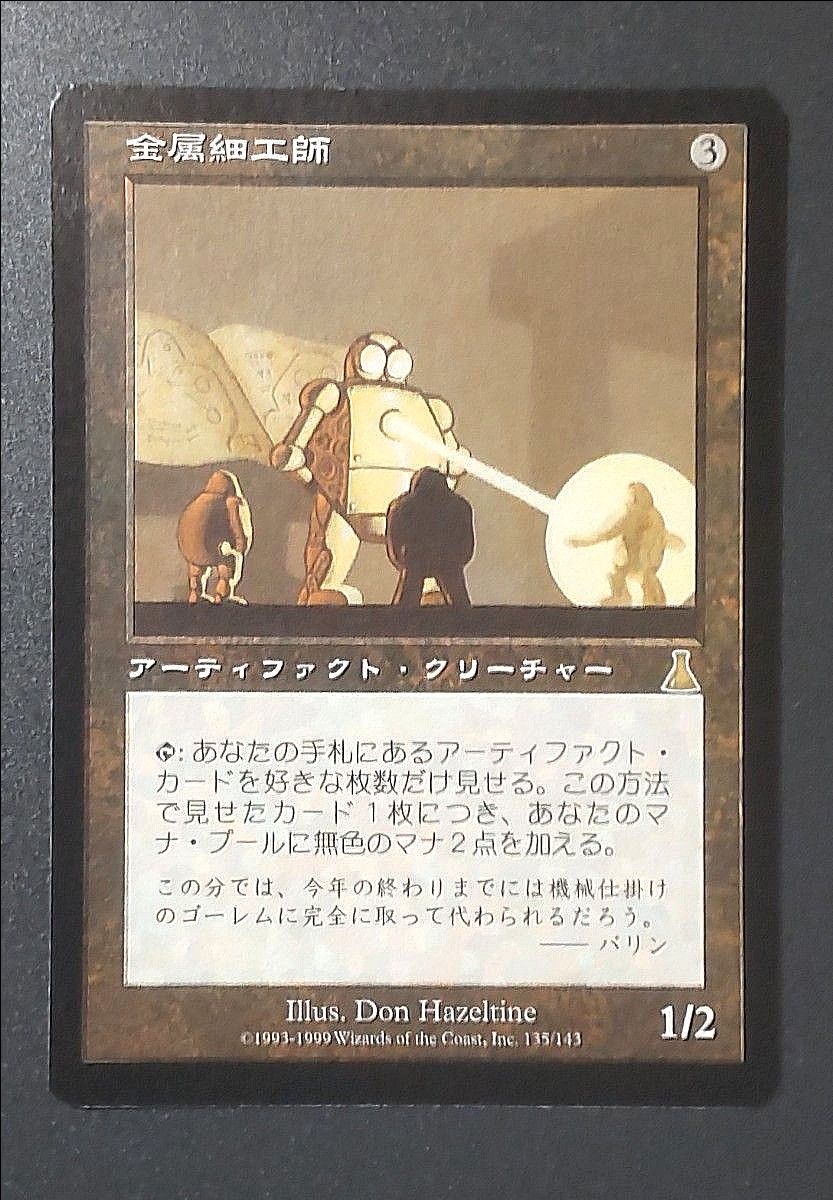 金属細工師
3
アーティファクト・クリーチャー
: あなたの手札にあるアーティファクト・
カードを好きな枚数だけ見せる。この方法
で見せたカード1枚につき、あなたのマ
ナ・プールに無色のマナ2点を加える。
この分では、今年の終わりまでには機械仕掛け
のゴーレムに完全に取って代わられるだろう。
―― バリン
Illus. Don Hazeltine
©1993-1999 Wizards of the Coast, Inc. 135/143
1/2